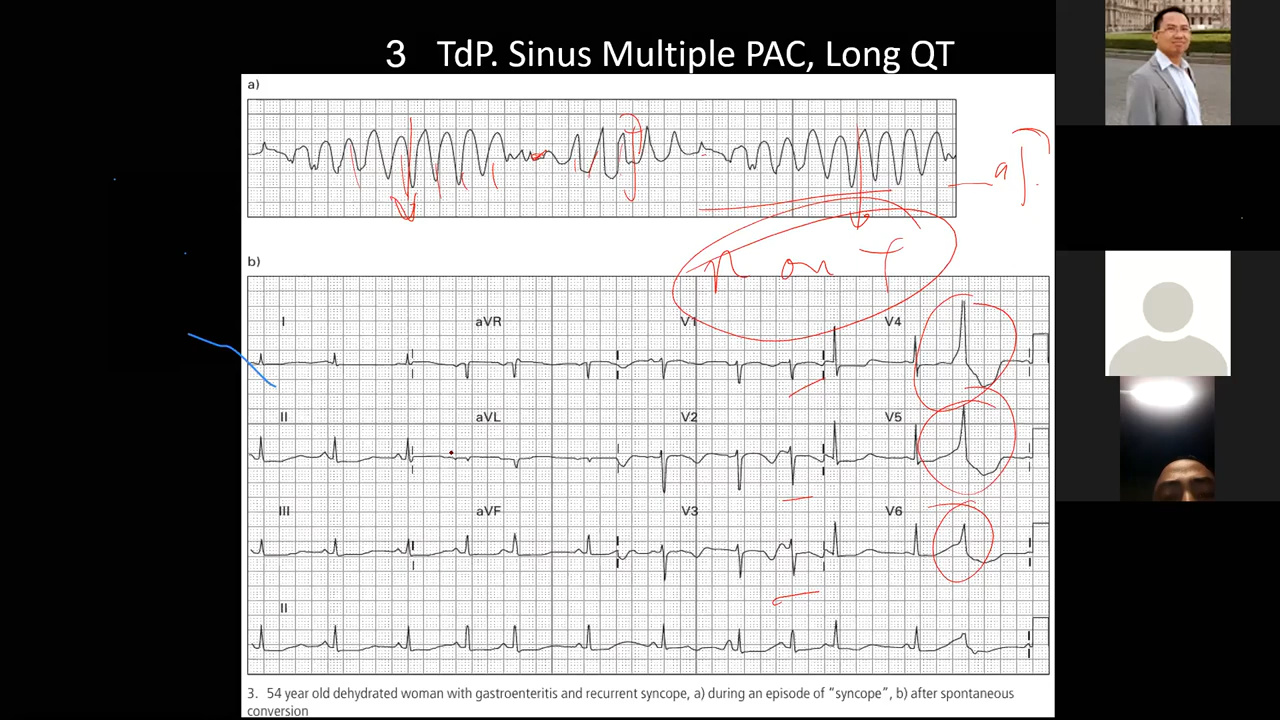 3 TdP. Sinus Multiple PAC, Long QT
a)
b)
R on T
I aVR V1 V4
II aVL V2 V5
III aVF V3 V6
II
3. 54 year old dehydrated woman with gastroenteritis and recurrent syncope, a) during an episode of “syncope”, b) after spontaneous
conversion